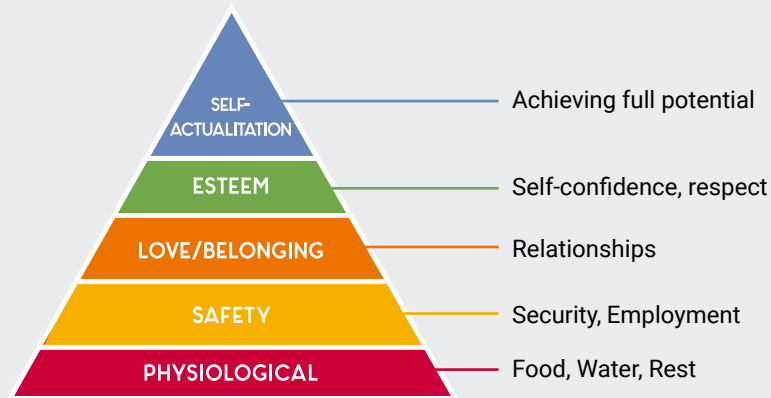 SELF-
ACTUALITATION
Achieving full potential
ESTEEM
Self-confidence, respect
LOVE/BELONGING
Relationships
SAFETY
Security, Employment
PHYSIOLOGICAL
Food, Water, Rest